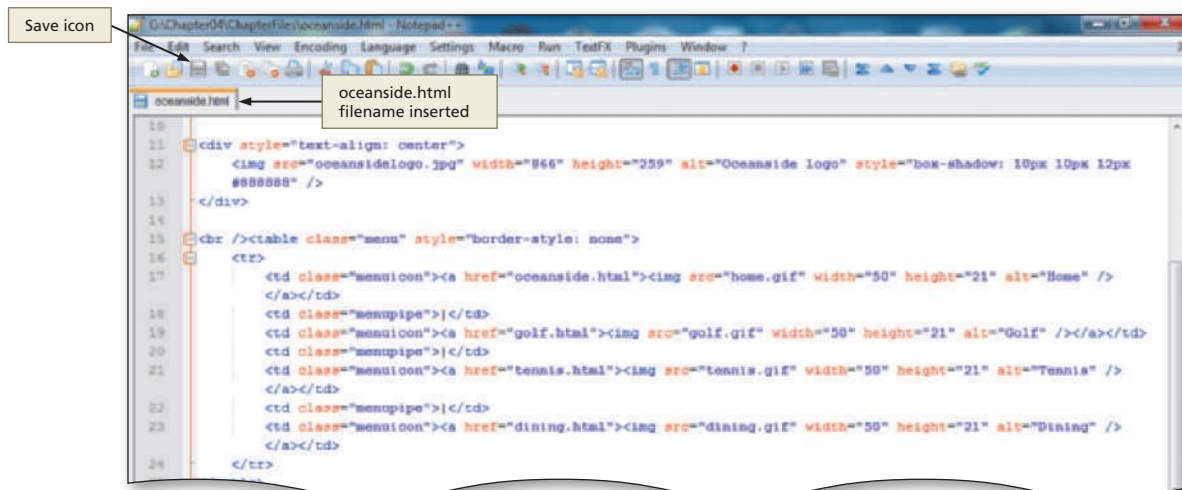 Save icon
G:\Chapter04\ChapterFiles\oceanside.html - Notepad++
File Edit Search View Encoding Language Settings Macro Run TextFX Plugins Window ?
oceanside.html
oceanside.html
filename inserted
10
11 <div style="text-align: center">
12 <img src="oceansidelogo.jpg" width="866" height="259" alt="Oceanside logo" style="box-shadow: 10px 10px 12px
#888888" />
13 </div>
14
15 <br /><table class="menu" style="border-style: none">
16 <tr>
17 <td class="menuicon"><a href="oceanside.html"><img src="home.gif" width="50" height="21" alt="Home" />
</a></td>
18 <td class="menupipe">|</td>
19 <td class="menuicon"><a href="golf.html"><img src="golf.gif" width="50" height="21" alt="Golf" /></a></td>
20 <td class="menupipe">|</td>
21 <td class="menuicon"><a href="tennis.html"><img src="tennis.gif" width="50" height="21" alt="Tennis" />
</a></td>
22 <td class="menupipe">|</td>
23 <td class="menuicon"><a href="dining.html"><img src="dining.gif" width="50" height="21" alt="Dining" />
</a></td>
24 </tr>